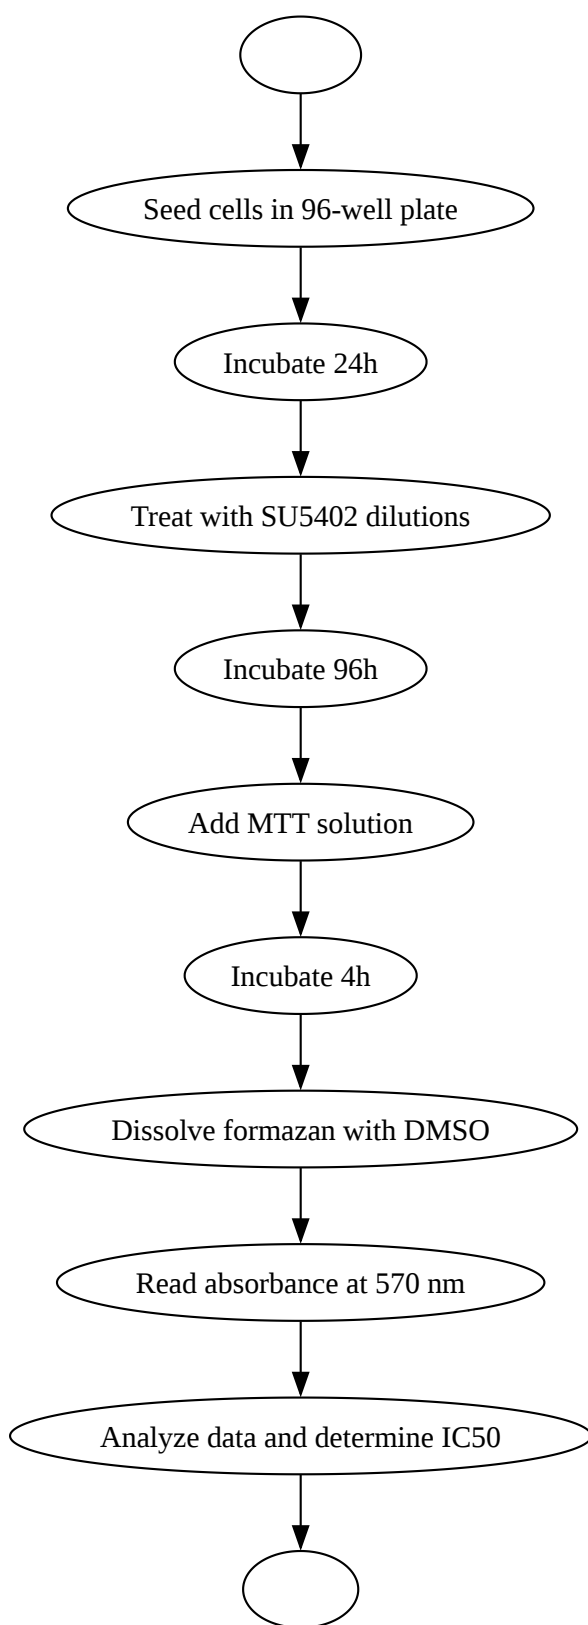 Seed cells in 96-well plate
Incubate 24h
Treat with SU5402 dilutions
Incubate 96h
Add MTT solution
Incubate 4h
Dissolve formazan with DMSO
Read absorbance at 570 nm
Analyze data and determine IC50